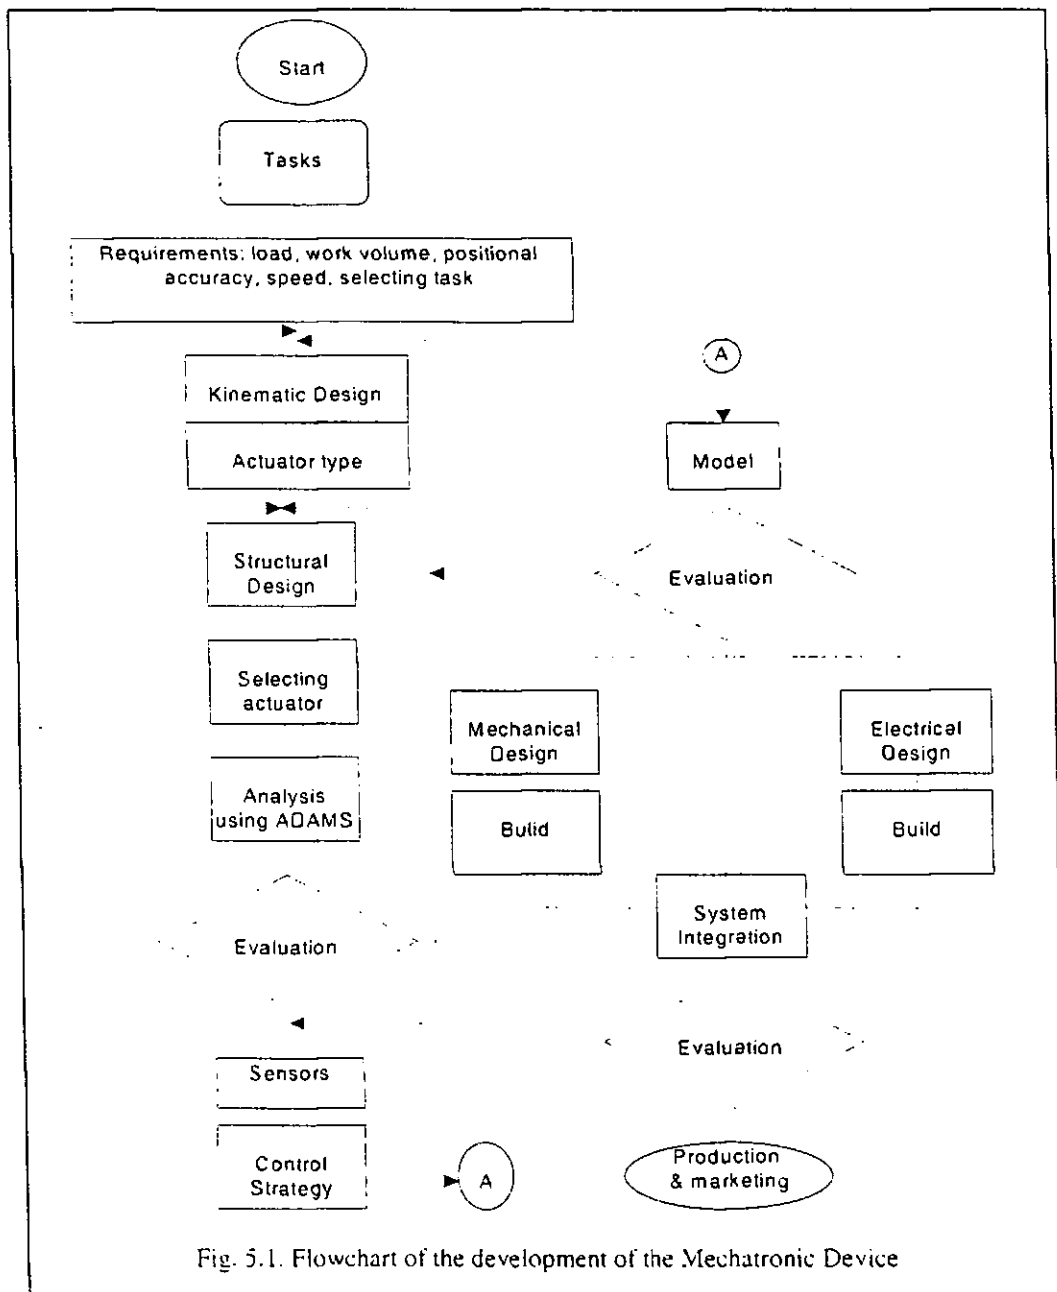 Start
Tasks
Requirements: load, work volume, positional
accuracy, speed, selecting task
Kinematic Design
Actuator type
Structural
Design
Selecting
actuator
Analysis
using ADAMS
Evaluation
Sensors
Control
Strategy
A
A
Model
Evaluation
Mechanical
Design
Bulid
Electrical
Design
Build
System
Integration
Evaluation
Production
& marketing
Fig. 5.1. Flowchart of the development of the Mechatronic Device